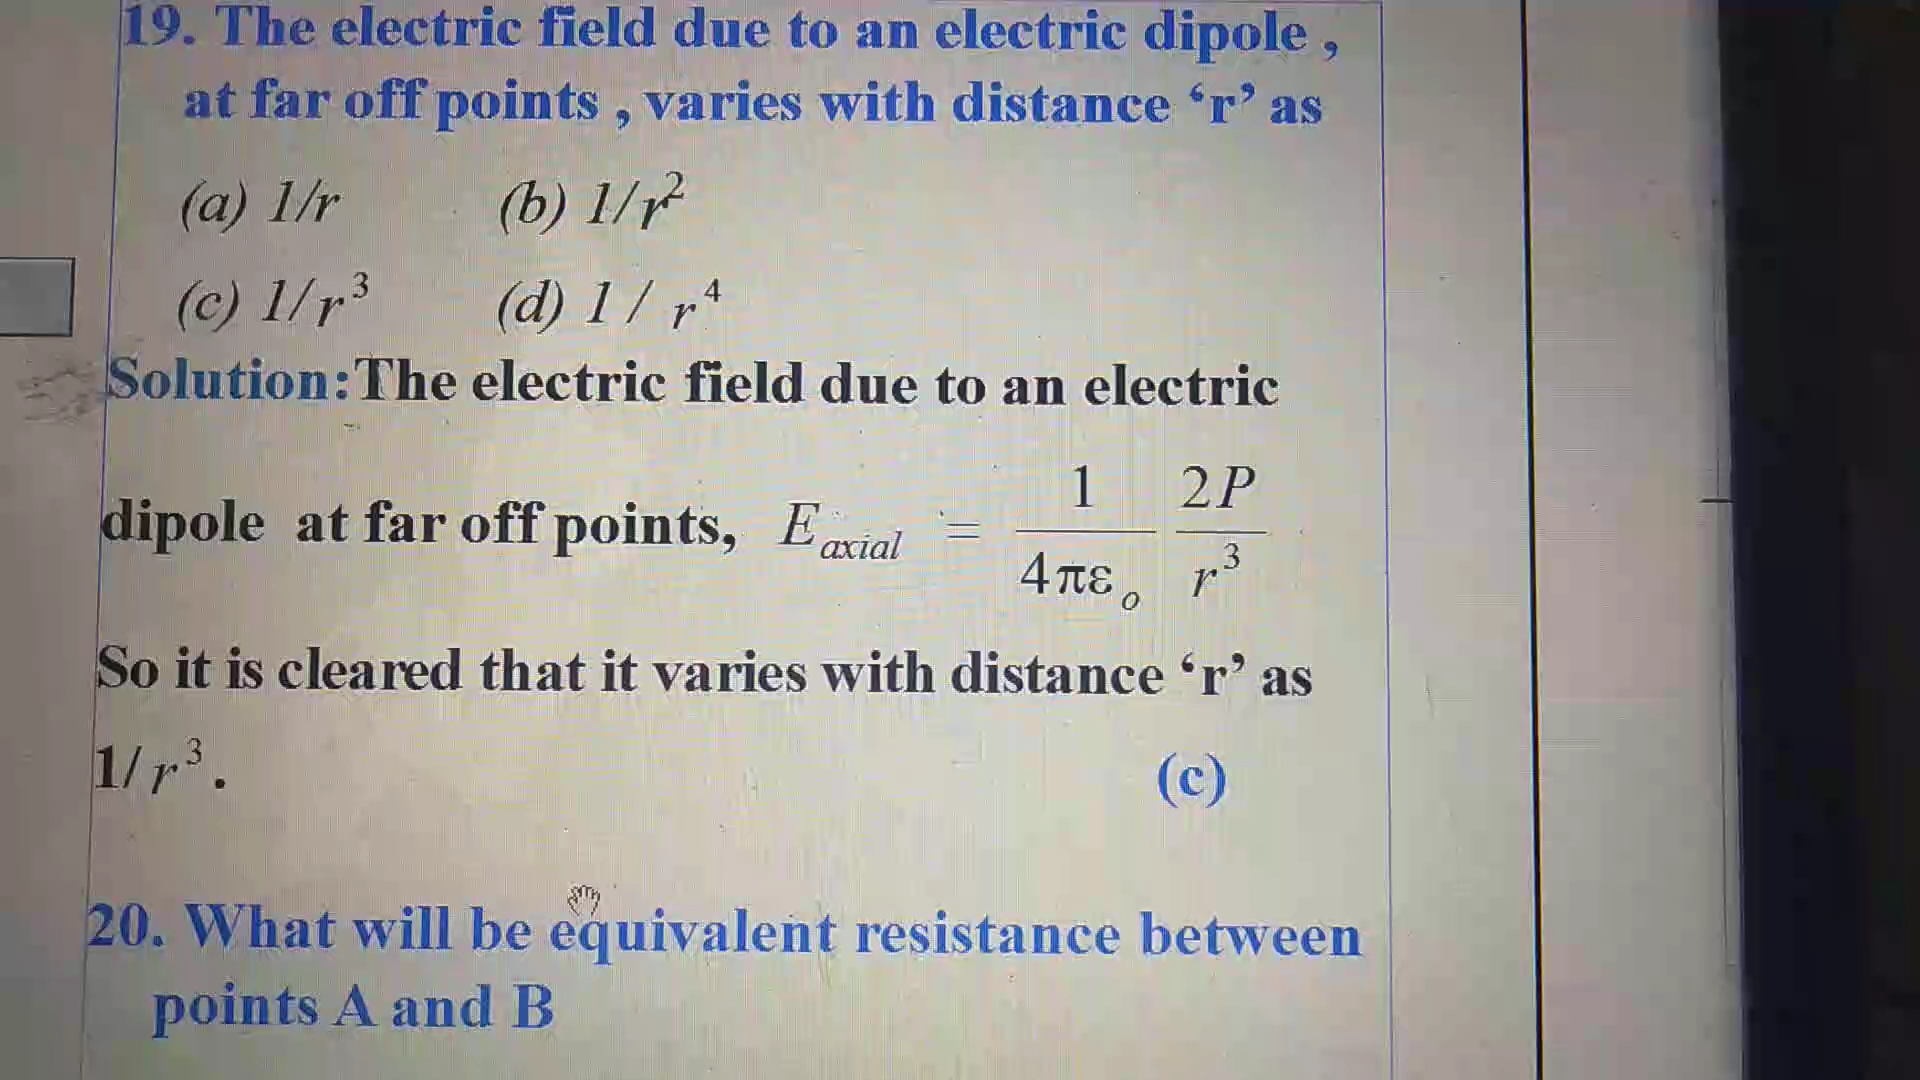 19. The electric field due to an electric dipole ,
at far off points , varies with distance ‘r’ as
(a) 1/r (b) 1/r²
(c) 1/r³ (d) 1 / r⁴
Solution:The electric field due to an electric
dipole at far off points, E axial = 1/4πε₀ 2P/r³
So it is cleared that it varies with distance ‘r’ as
1/r³. (c)
20. What will be equivalent resistance between
points A and B